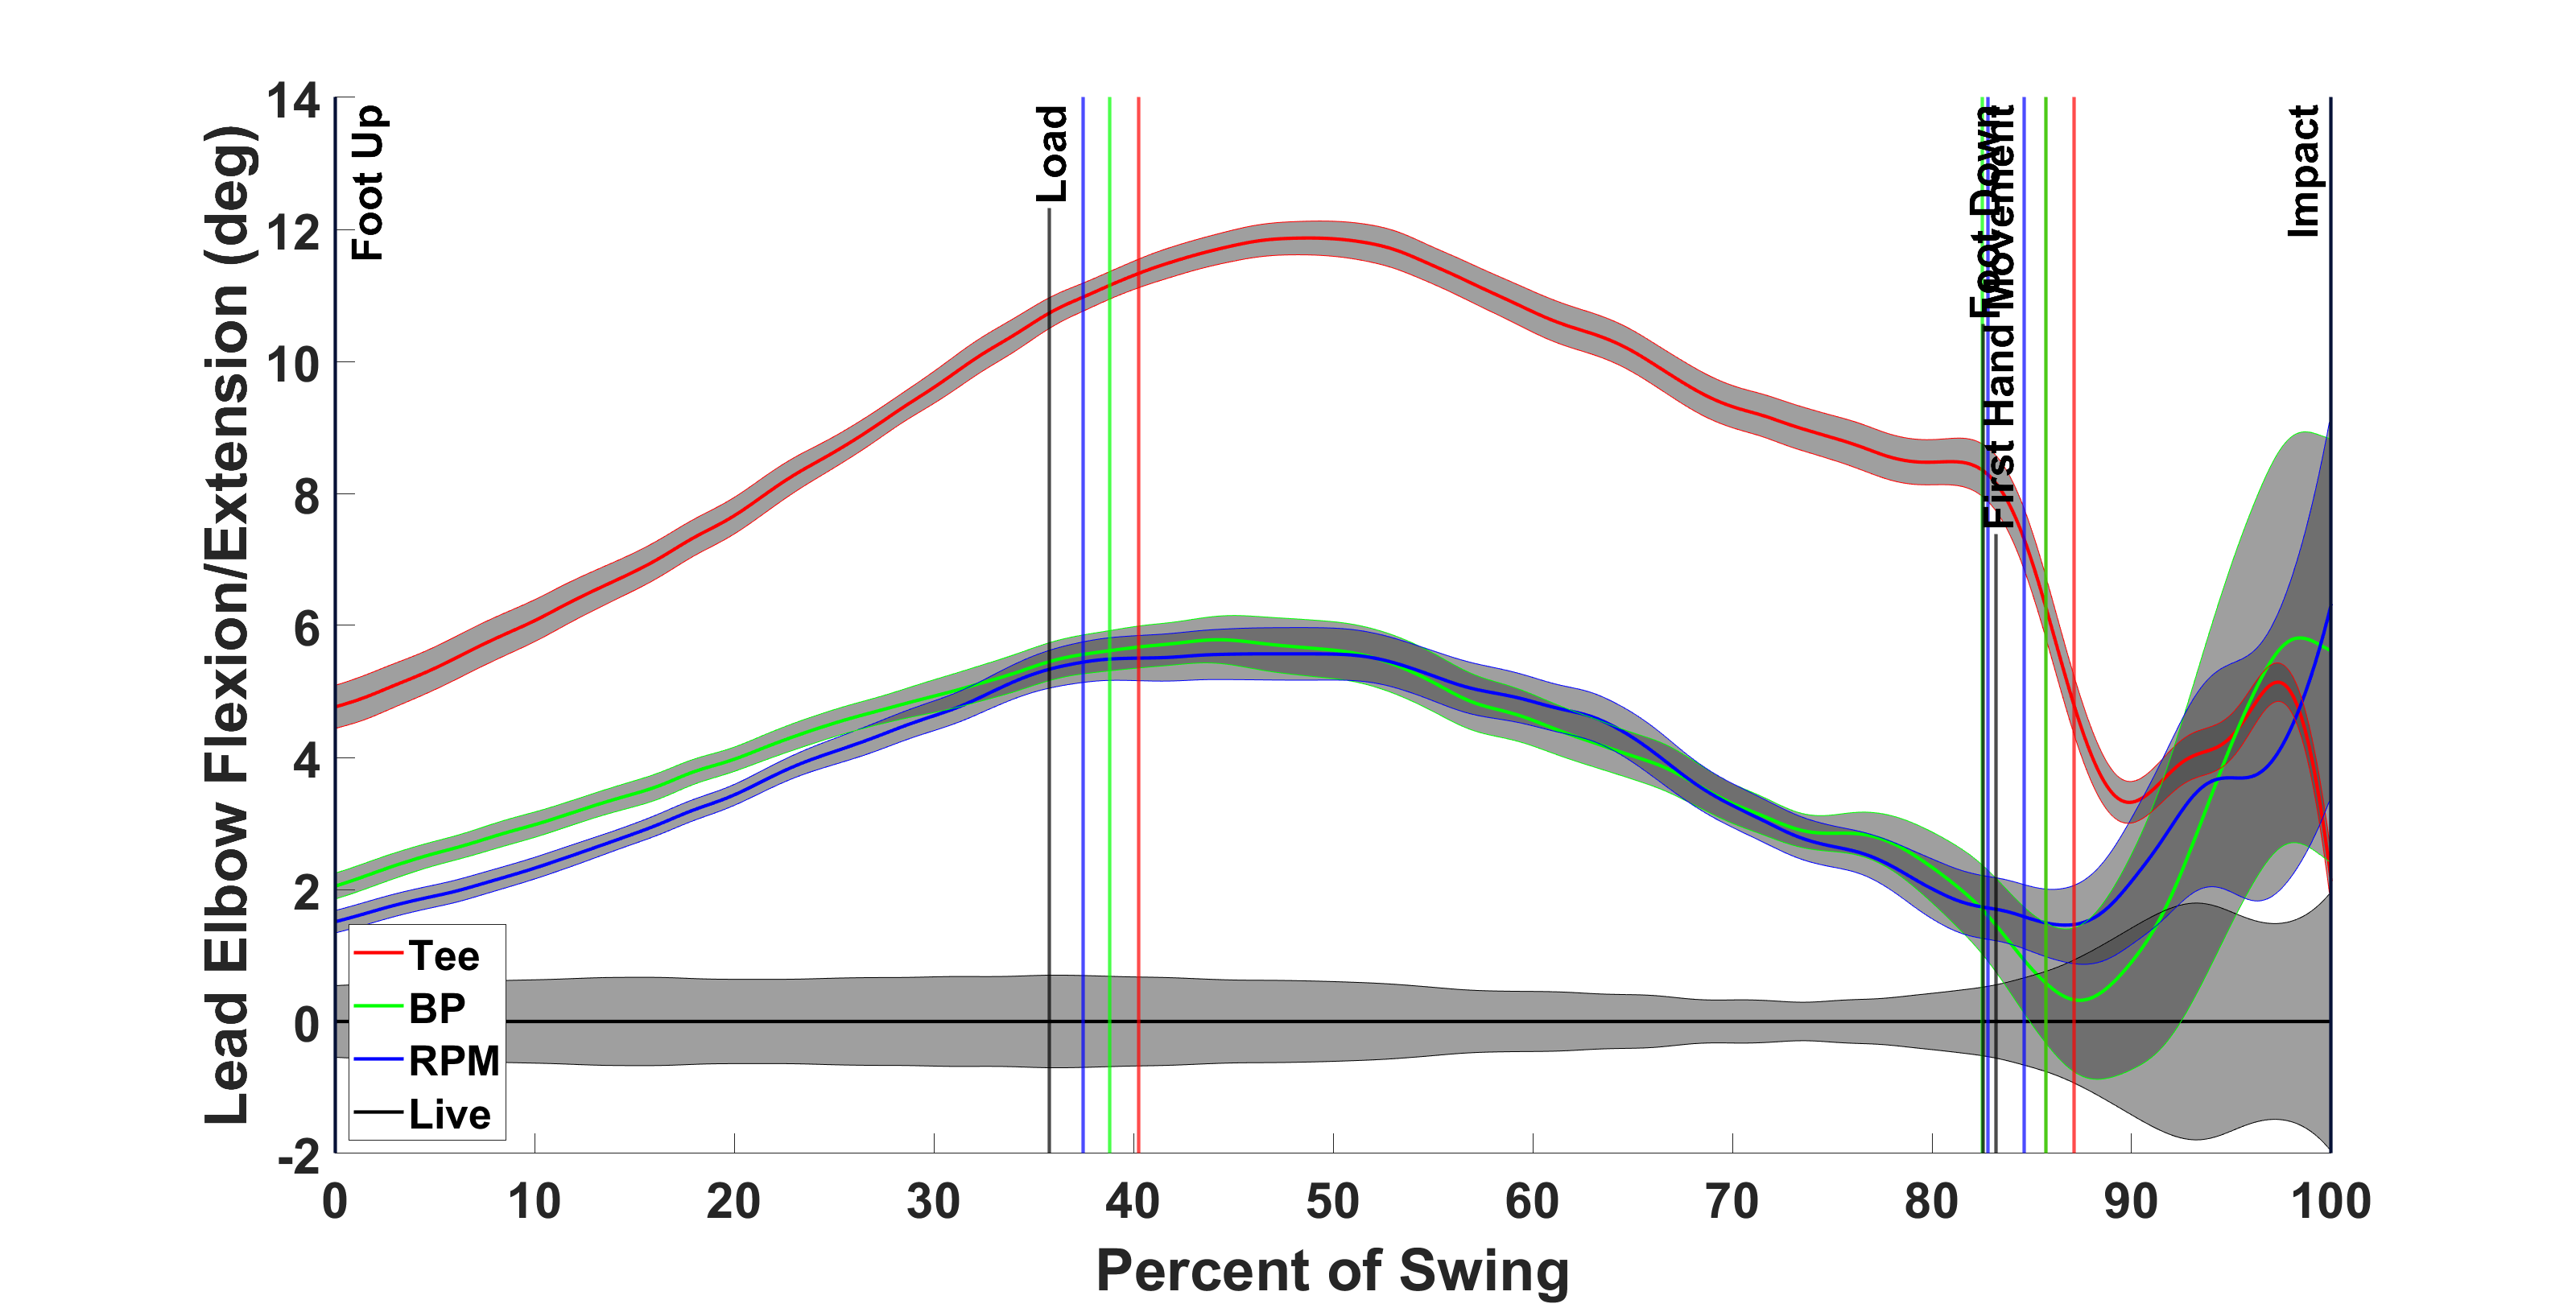 Lead Elbow Flexion/Extension (deg)
14
12
10
8
6
4
2
0
-2
Foot Up
Load
Foot Down
First Hand Movement
Impact
Tee
BP
RPM
Live
0 10 20 30 40 50 60 70 80 90 100
Percent of Swing